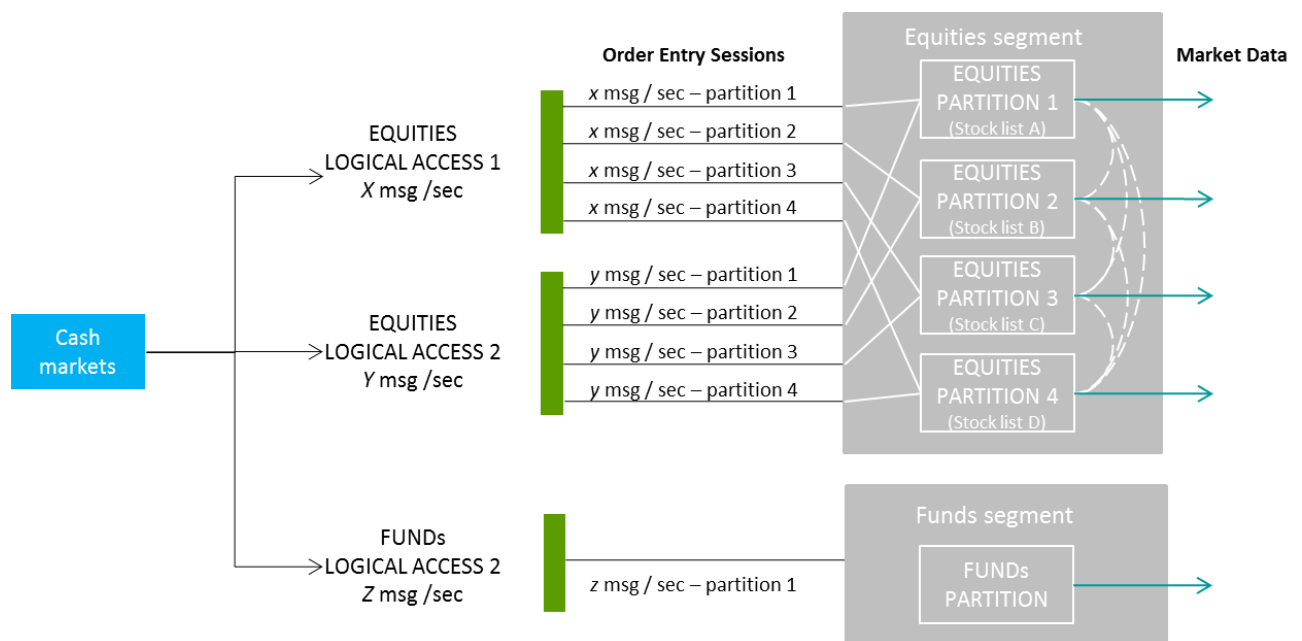 Order Entry Sessions
Equities segment
Market Data
Cash
markets
EQUITIES
LOGICAL ACCESS 1
X msg /sec
x msg / sec – partition 1
x msg / sec – partition 2
x msg / sec – partition 3
x msg / sec – partition 4
EQUITIES
LOGICAL ACCESS 2
Y msg /sec
y msg / sec – partition 1
y msg / sec – partition 2
y msg / sec – partition 3
y msg / sec – partition 4
EQUITIES
PARTITION 1
(Stock list A)
EQUITIES
PARTITION 2
(Stock list B)
EQUITIES
PARTITION 3
(Stock list C)
EQUITIES
PARTITION 4
(Stock list D)
FUNDs
LOGICAL ACCESS 2
Z msg /sec
z msg / sec – partition 1
Funds segment
FUNDs
PARTITION